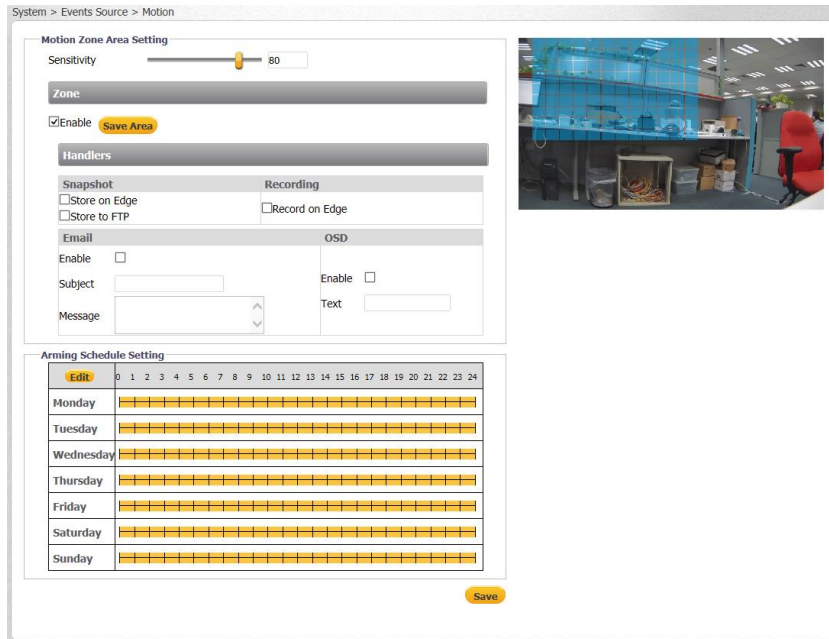 System > Events Source > Motion
Motion Zone Area Setting
Sensitivity 80
Zone
Enable Save Area
Handlers
Snapshot Recording
Store on Edge
Store to FTP
Record on Edge
Email OSD
Enable
Subject
Message
Enable
Text
Arming Schedule Setting
Edit 0 1 2 3 4 5 6 7 8 9 10 11 12 13 14 15 16 17 18 19 20 21 22 23 24
Monday
Tuesday
Wednesday
Thursday
Friday
Saturday
Sunday
Save